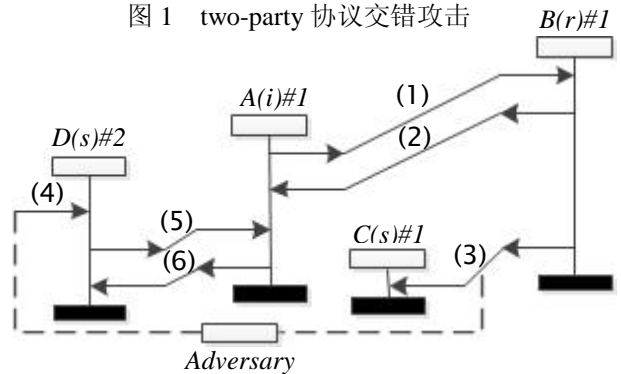 图 1 two-party 协议交错攻击
B(r)#1
A(i)#1
(1)
(2)
D(s)#2
(4)
(5)
C(s)#1
(3)
(6)
Adversary